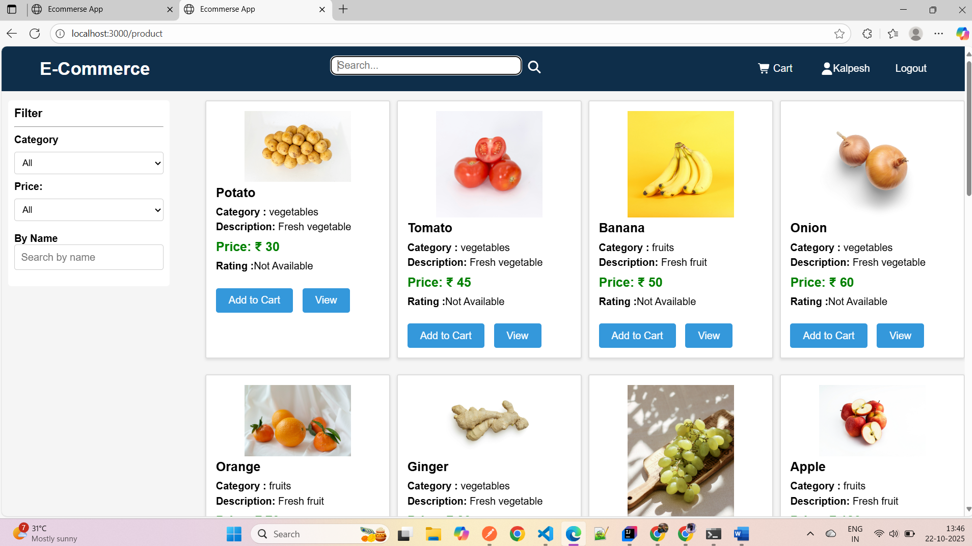 Ecommerse App
Ecommerse App
localhost:3000/product
E-Commerce
Search...
Cart
Kalpesh
Logout
Filter
Category
All
Price:
All
By Name
Search by name
Potato
Category : vegetables
Description: Fresh vegetable
Price: ₹ 30
Rating :Not Available
Add to Cart
View
Tomato
Category : vegetables
Description: Fresh vegetable
Price: ₹ 45
Rating :Not Available
Add to Cart
View
Banana
Category : fruits
Description: Fresh fruit
Price: ₹ 50
Rating :Not Available
Add to Cart
View
Onion
Category : vegetables
Description: Fresh vegetable
Price: ₹ 60
Rating :Not Available
Add to Cart
View
Orange
Category : fruits
Description: Fresh fruit
Ginger
Category : vegetables
Description: Fresh vegetable
Apple
Category : fruits
Description: Fresh fruit
7
31°C
Mostly sunny
Search
ENG
IN
13:46
22-10-2025